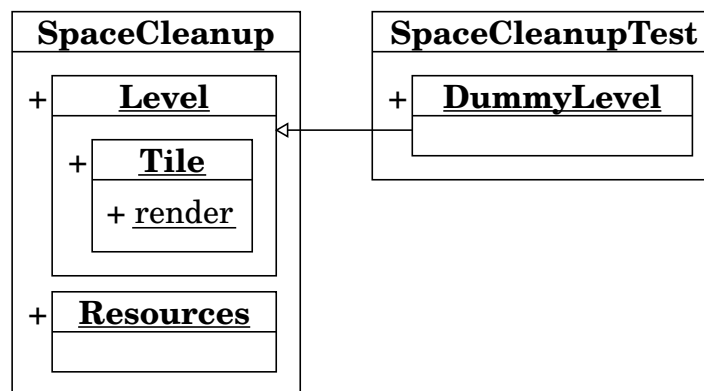 SpaceCleanup
+ Level
+ Tile
+ render
+ Resources
SpaceCleanupTest
+ DummyLevel